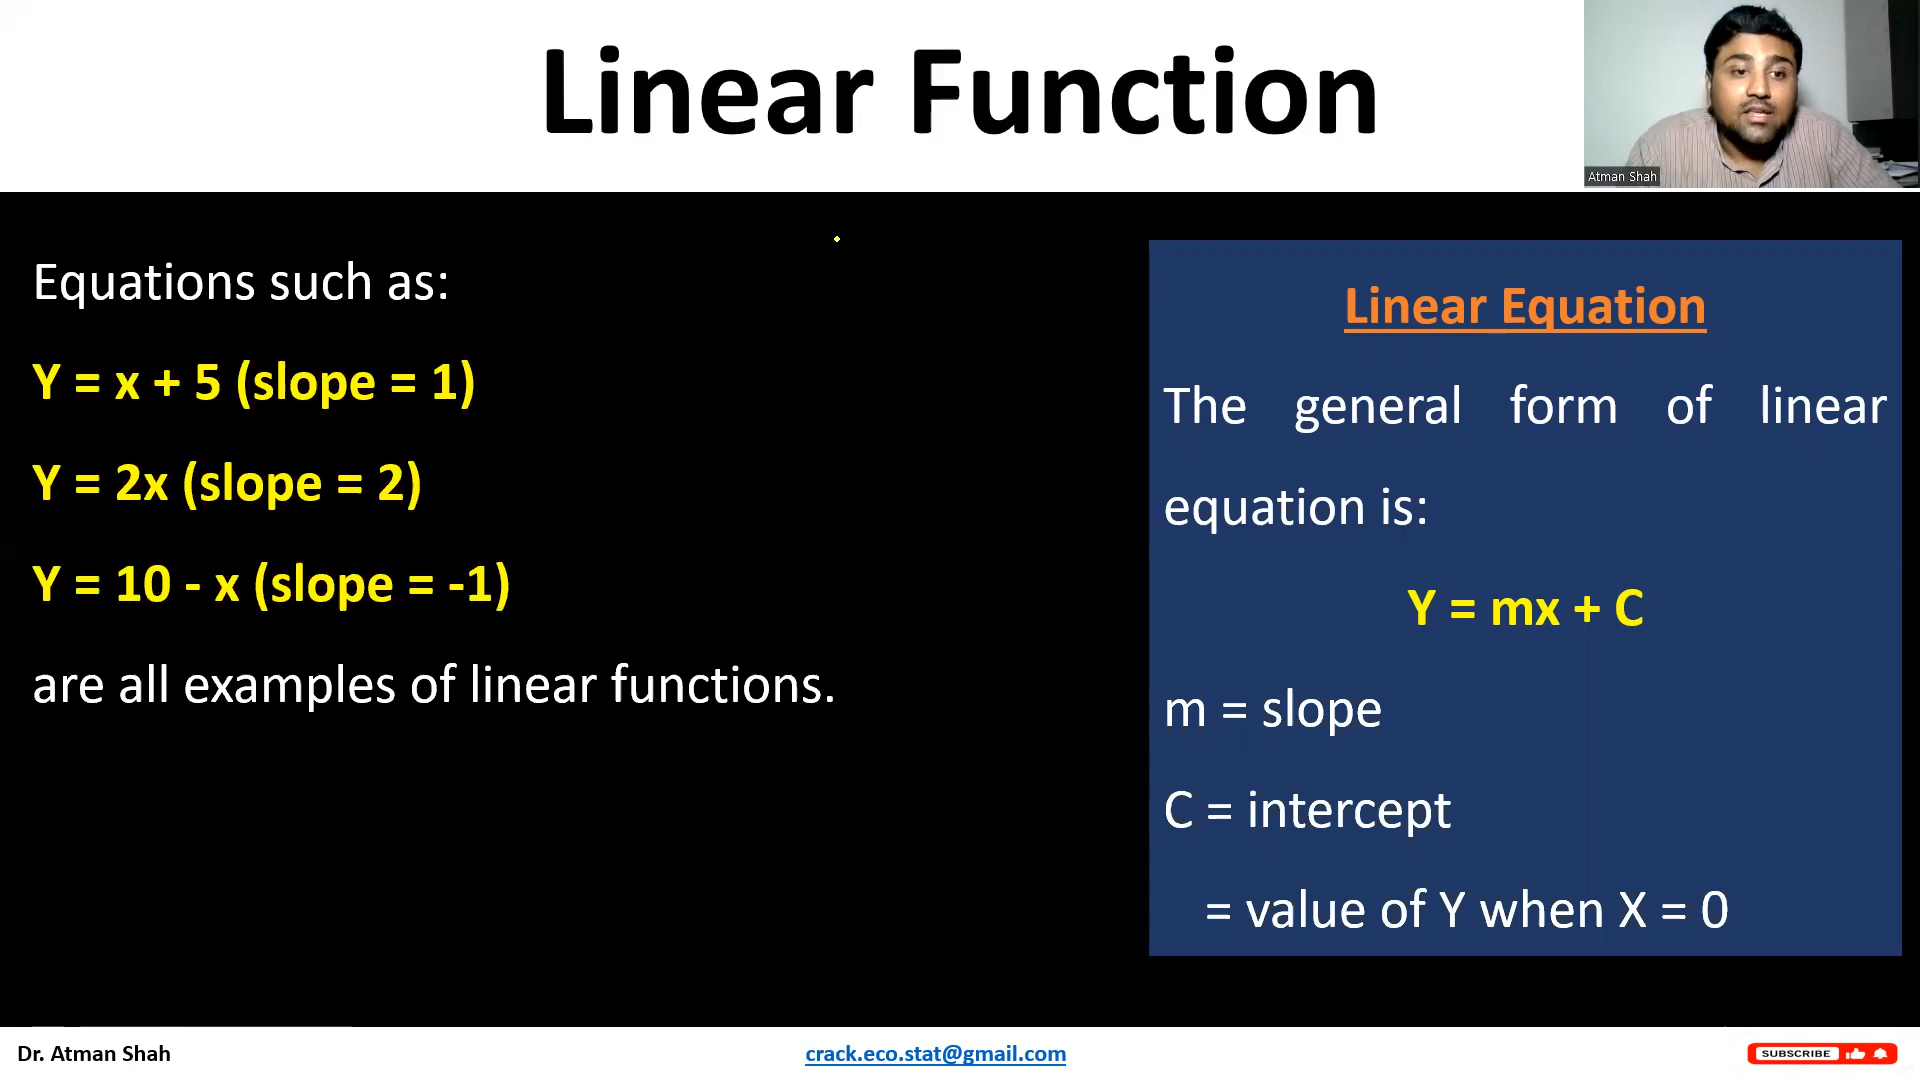 Linear Function
Atman Shah
Equations such as:
Y = x + 5 (slope = 1)
Y = 2x (slope = 2)
Y = 10 - x (slope = -1)
are all examples of linear functions.
Linear Equation
The general form of linear
equation is:
Y = mx + C
m = slope
C = intercept
= value of Y when X = 0
Dr. Atman Shah
crack.eco.stat@gmail.com
SUBSCRIBE